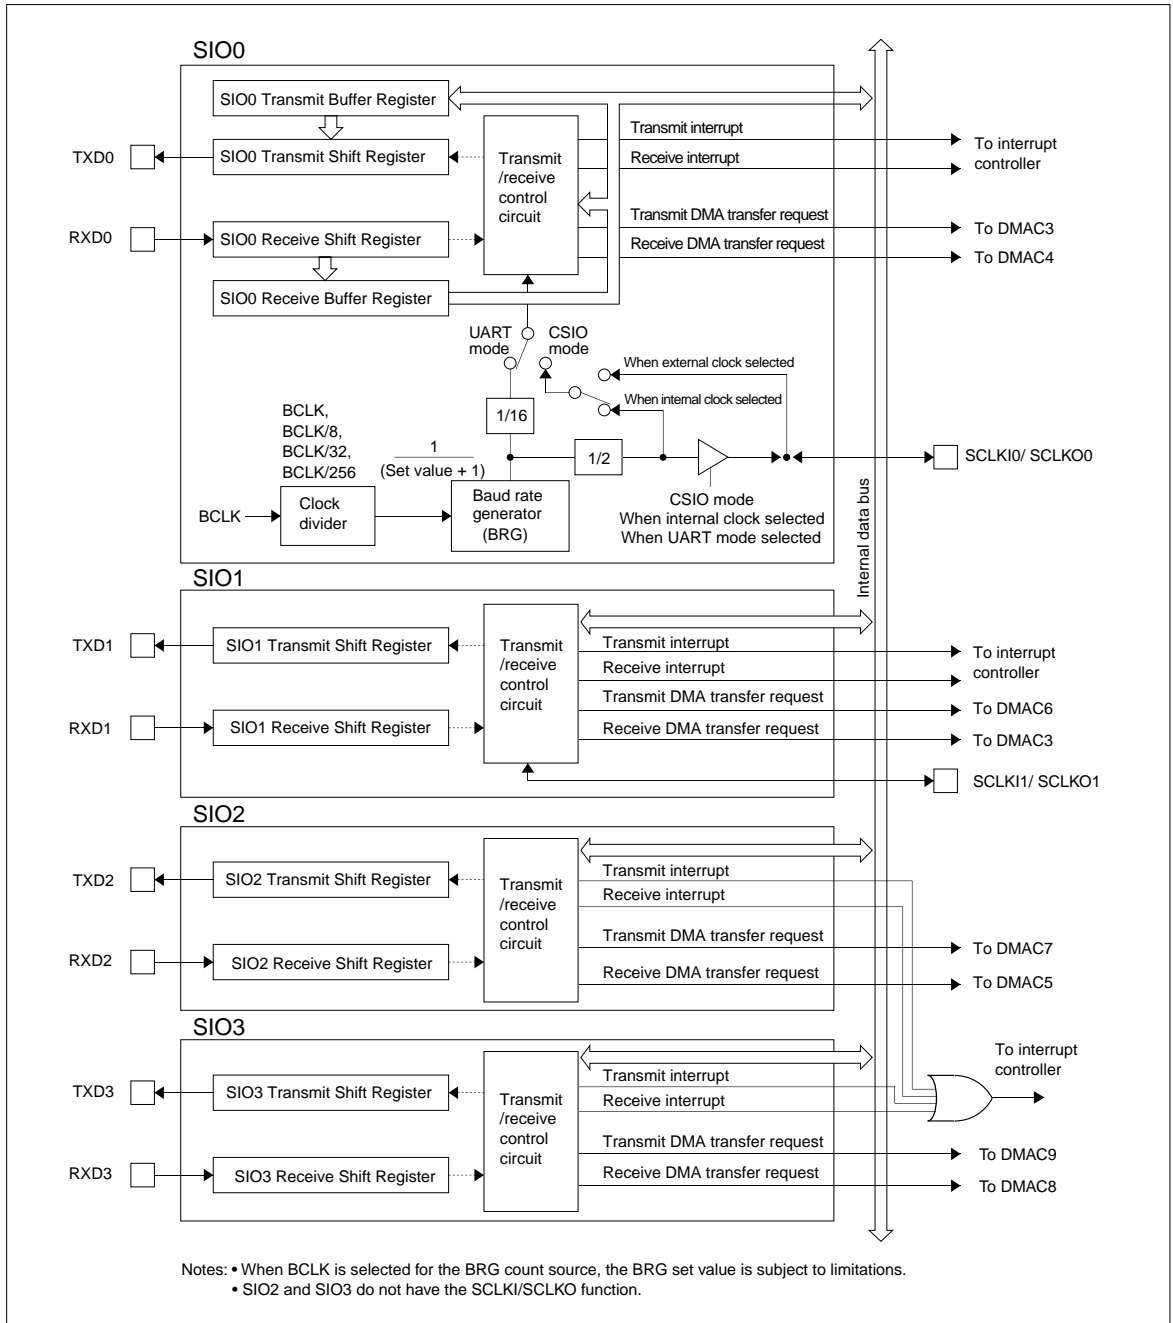 SIO0
SIO0 Transmit Buffer Register
TXD0
SIO0 Transmit Shift Register
Transmit
/receive
control
circuit
Transmit interrupt
Receive interrupt
To interrupt
controller
RXD0
SIO0 Receive Shift Register
Transmit DMA transfer request
To DMAC3
Receive DMA transfer request
To DMAC4
SIO0 Receive Buffer Register
UART
mode
CSIO
mode
When external clock selected
When internal clock selected
1/16
BCLK,
BCLK/8,
BCLK/32,
BCLK/256
1
(Set value + 1)
1/2
SCLKI0/ SCLKO0
BCLK
Clock
divider
Baud rate
generator
(BRG)
CSIO mode
When internal clock selected
When UART mode selected
Internal data bus
SIO1
TXD1
SIO1 Transmit Shift Register
Transmit
/receive
control
circuit
Transmit interrupt
Receive interrupt
To interrupt
controller
RXD1
SIO1 Receive Shift Register
Transmit DMA transfer request
To DMAC6
Receive DMA transfer request
To DMAC3
SCLKI1/ SCLKO1
SIO2
TXD2
SIO2 Transmit Shift Register
Transmit
/receive
control
circuit
Transmit interrupt
Receive interrupt
RXD2
SIO2 Receive Shift Register
Transmit DMA transfer request
To DMAC7
Receive DMA transfer request
To DMAC5
SIO3
TXD3
SIO3 Transmit Shift Register
Transmit
/receive
control
circuit
Transmit interrupt
Receive interrupt
To interrupt
controller
RXD3
SIO3 Receive Shift Register
Transmit DMA transfer request
To DMAC9
Receive DMA transfer request
To DMAC8
Notes: • When BCLK is selected for the BRG count source, the BRG set value is subject to limitations.
• SIO2 and SIO3 do not have the SCLKI/SCLKO function.